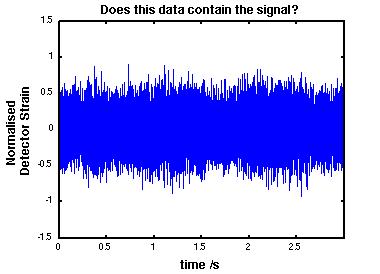 Does this data contain the signal?
1.5
1
0.5
0
-0.5
-1
-1.5
Normalised
Detector Strain
0 0.5 1 1.5 2 2.5
time /s